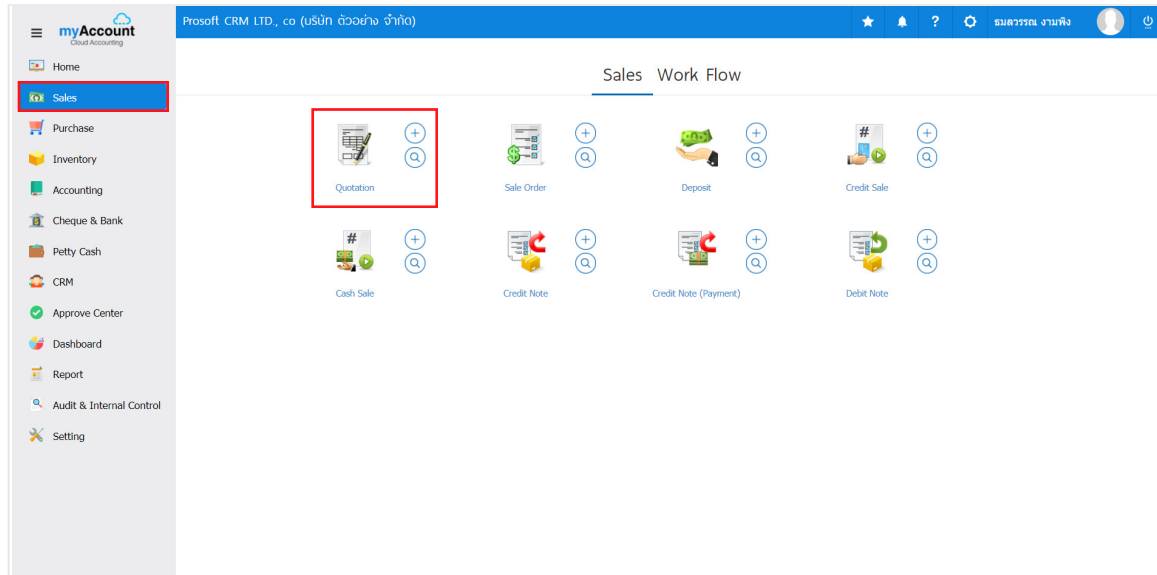 myAccount
Cloud Accounting
Prosoft CRM LTD., co (บริษัท ตัวอย่าง จำกัด)
?
ธมลวรรณ งามพิง
Home
Sales
Purchase
Inventory
Accounting
Cheque & Bank
Petty Cash
CRM
Approve Center
Dashboard
Report
Audit & Internal Control
Setting
Sales Work Flow
Quotation
Sale Order
Deposit
#
Credit Sale
#
Cash Sale
Credit Note
Credit Note (Payment)
Debit Note